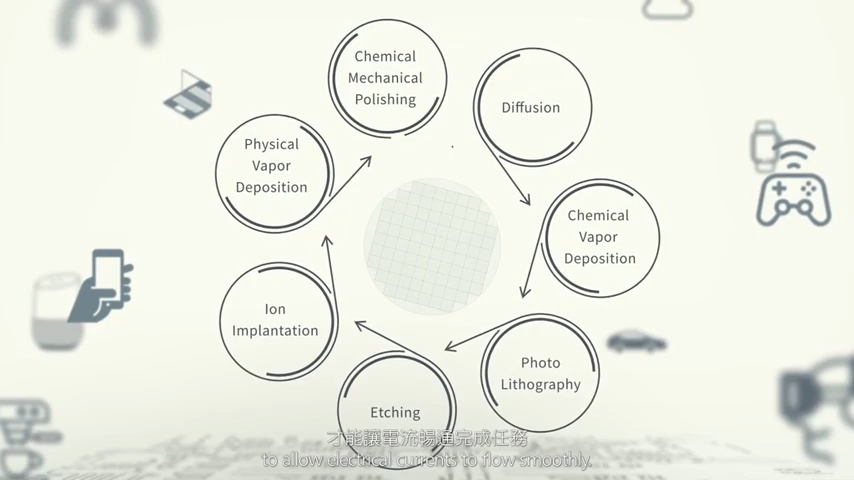 Chemical
Mechanical
Polishing
Diffusion
Chemical
Vapor
Deposition
Photo
Lithography
Etching
Ion
Implantation
Physical
Vapor
Deposition
才能讓電流暢通完成任務
to allow electrical currents to flow smoothly.